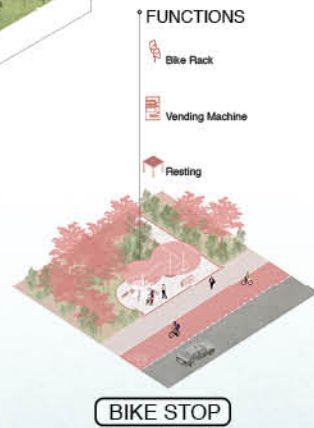 FUNCTIONS
Bike Rack
Vending Machine
Resting
BIKE STOP